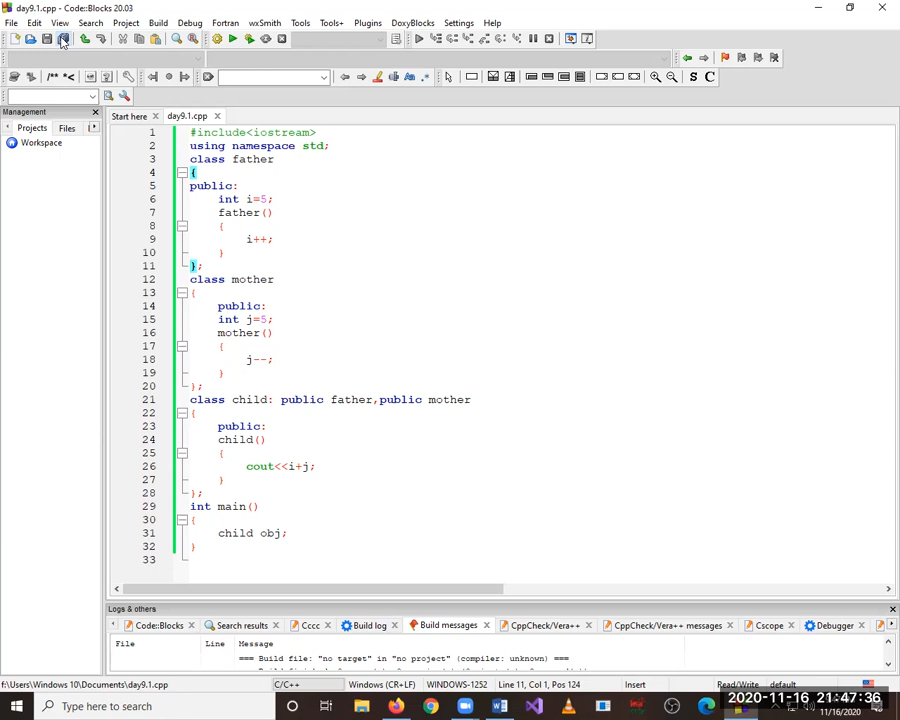 day9.1.cpp - Code::Blocks 20.03
File Edit View Search Project Build Debug Fortran wxSmith Tools Tools+ Plugins DoxyBlocks Settings Help
/** *< S C
Management
Start here day9.1.cpp
Projects Files
Workspace
1 #include<iostream>
2 using namespace std;
3 class father
4 {
5 public:
6 int i=5;
7 father()
8 {
9 i++;
10 }
11 };
12 class mother
13 {
14 public:
15 int j=5;
16 mother()
17 {
18 j--;
19 }
20 };
21 class child: public father,public mother
22 {
23 public:
24 child()
25 {
26 cout<<i+j;
27 }
28 };
29 int main()
30 {
31 child obj;
32 }
33
Logs & others
Code::Blocks Search results Cccc Build log Build messages CppCheck/Vera++ CppCheck/Vera++ messages Cscope Debugger
File Line Message
=== Build file: "no target" in "no project" (compiler: unknown) ===
f:\Users\Windows 10\Documents\day9.1.cpp C/C++ Windows (CR+LF) WINDOWS-1252 Line 11, Col 1, Pos 124 Insert Read/Write default
Type here to search
2020-11-16 21:47:36
11/16/2020